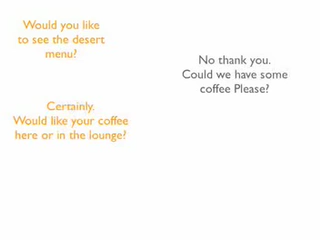 Would you like
to see the desert
menu?
No thank you.
Could we have some
coffee Please?
Certainly.
Would like your coffee
here or in the lounge?